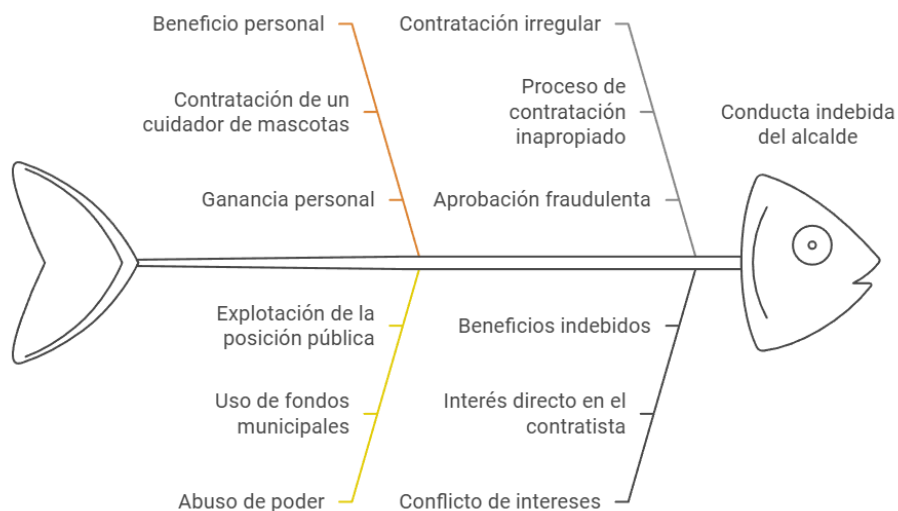 Beneficio personal
Contratación de un
cuidador de mascotas
Ganancia personal
Contratación irregular
Proceso de
contratación
inapropiado
Aprobación fraudulenta
Conducta indebida
del alcalde
Explotación de la
posición pública
Uso de fondos
municipales
Abuso de poder
Beneficios indebidos
Interés directo en el
contratista
Conflicto de intereses